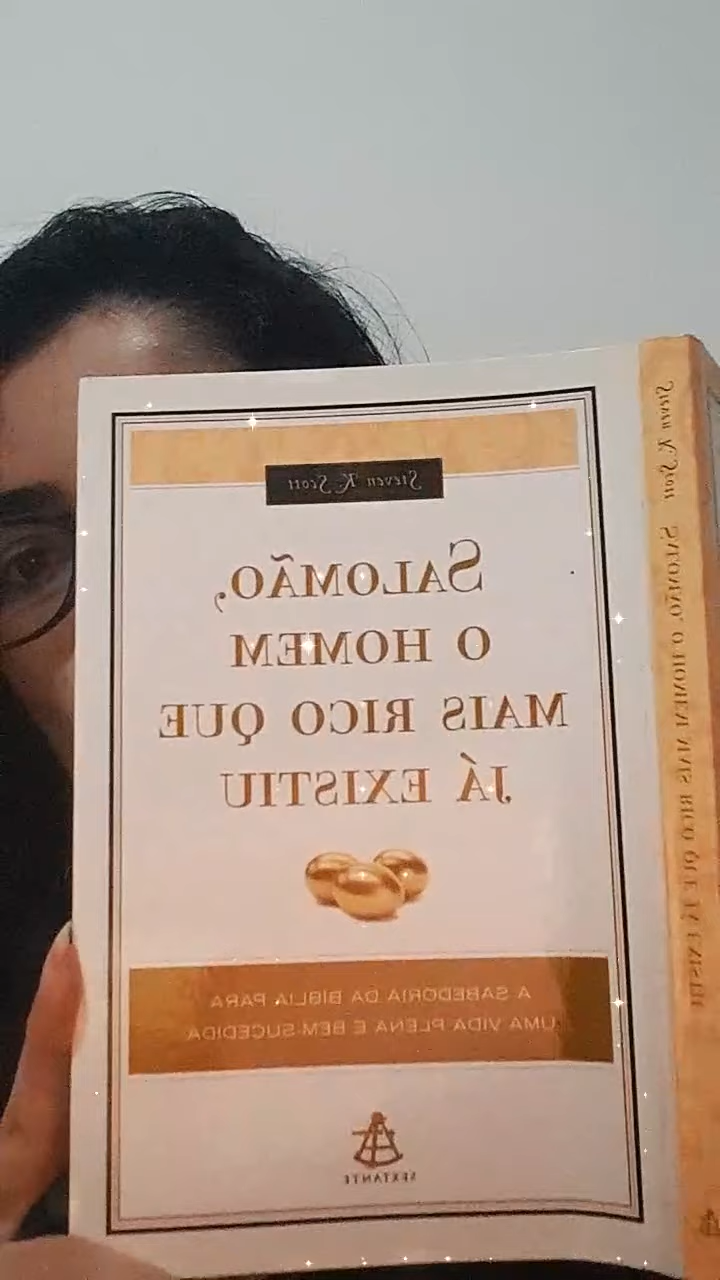 Steven K. Scott
SALOMÃO,
O HOMEM
MAIS RICO QUE
JÁ EXISTIU
A SABEDORIA DA BÍBLIA PARA
UMA VIDA PLENA E BEM-SUCEDIDA
SEXTANTE
Steven K. Scott SALOMÃO, O HOMEM MAIS RICO QUE JÁ EXISTIU